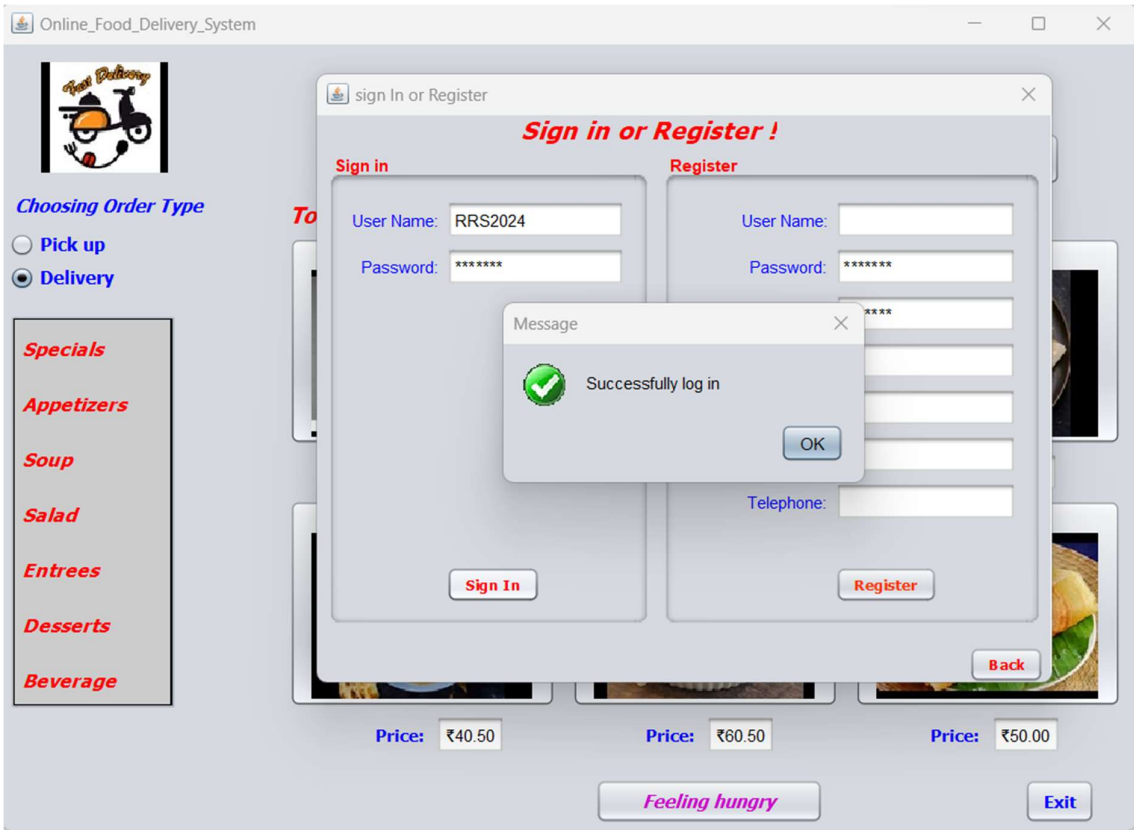 Online_Food_Delivery_System
Fast Delivery
sign In or Register
Sign in or Register !
Sign in
Register
Choosing Order Type
To
User Name: RRS2024
User Name:
Pick up
Password: *******
Password: *******
Delivery
Message
*****
Specials
Successfully log in
Appetizers
OK
Soup
Telephone:
Salad
Entrees
Sign In
Register
Desserts
Back
Beverage
Price: ₹40.50
Price: ₹60.50
Price: ₹50.00
Feeling hungry
Exit